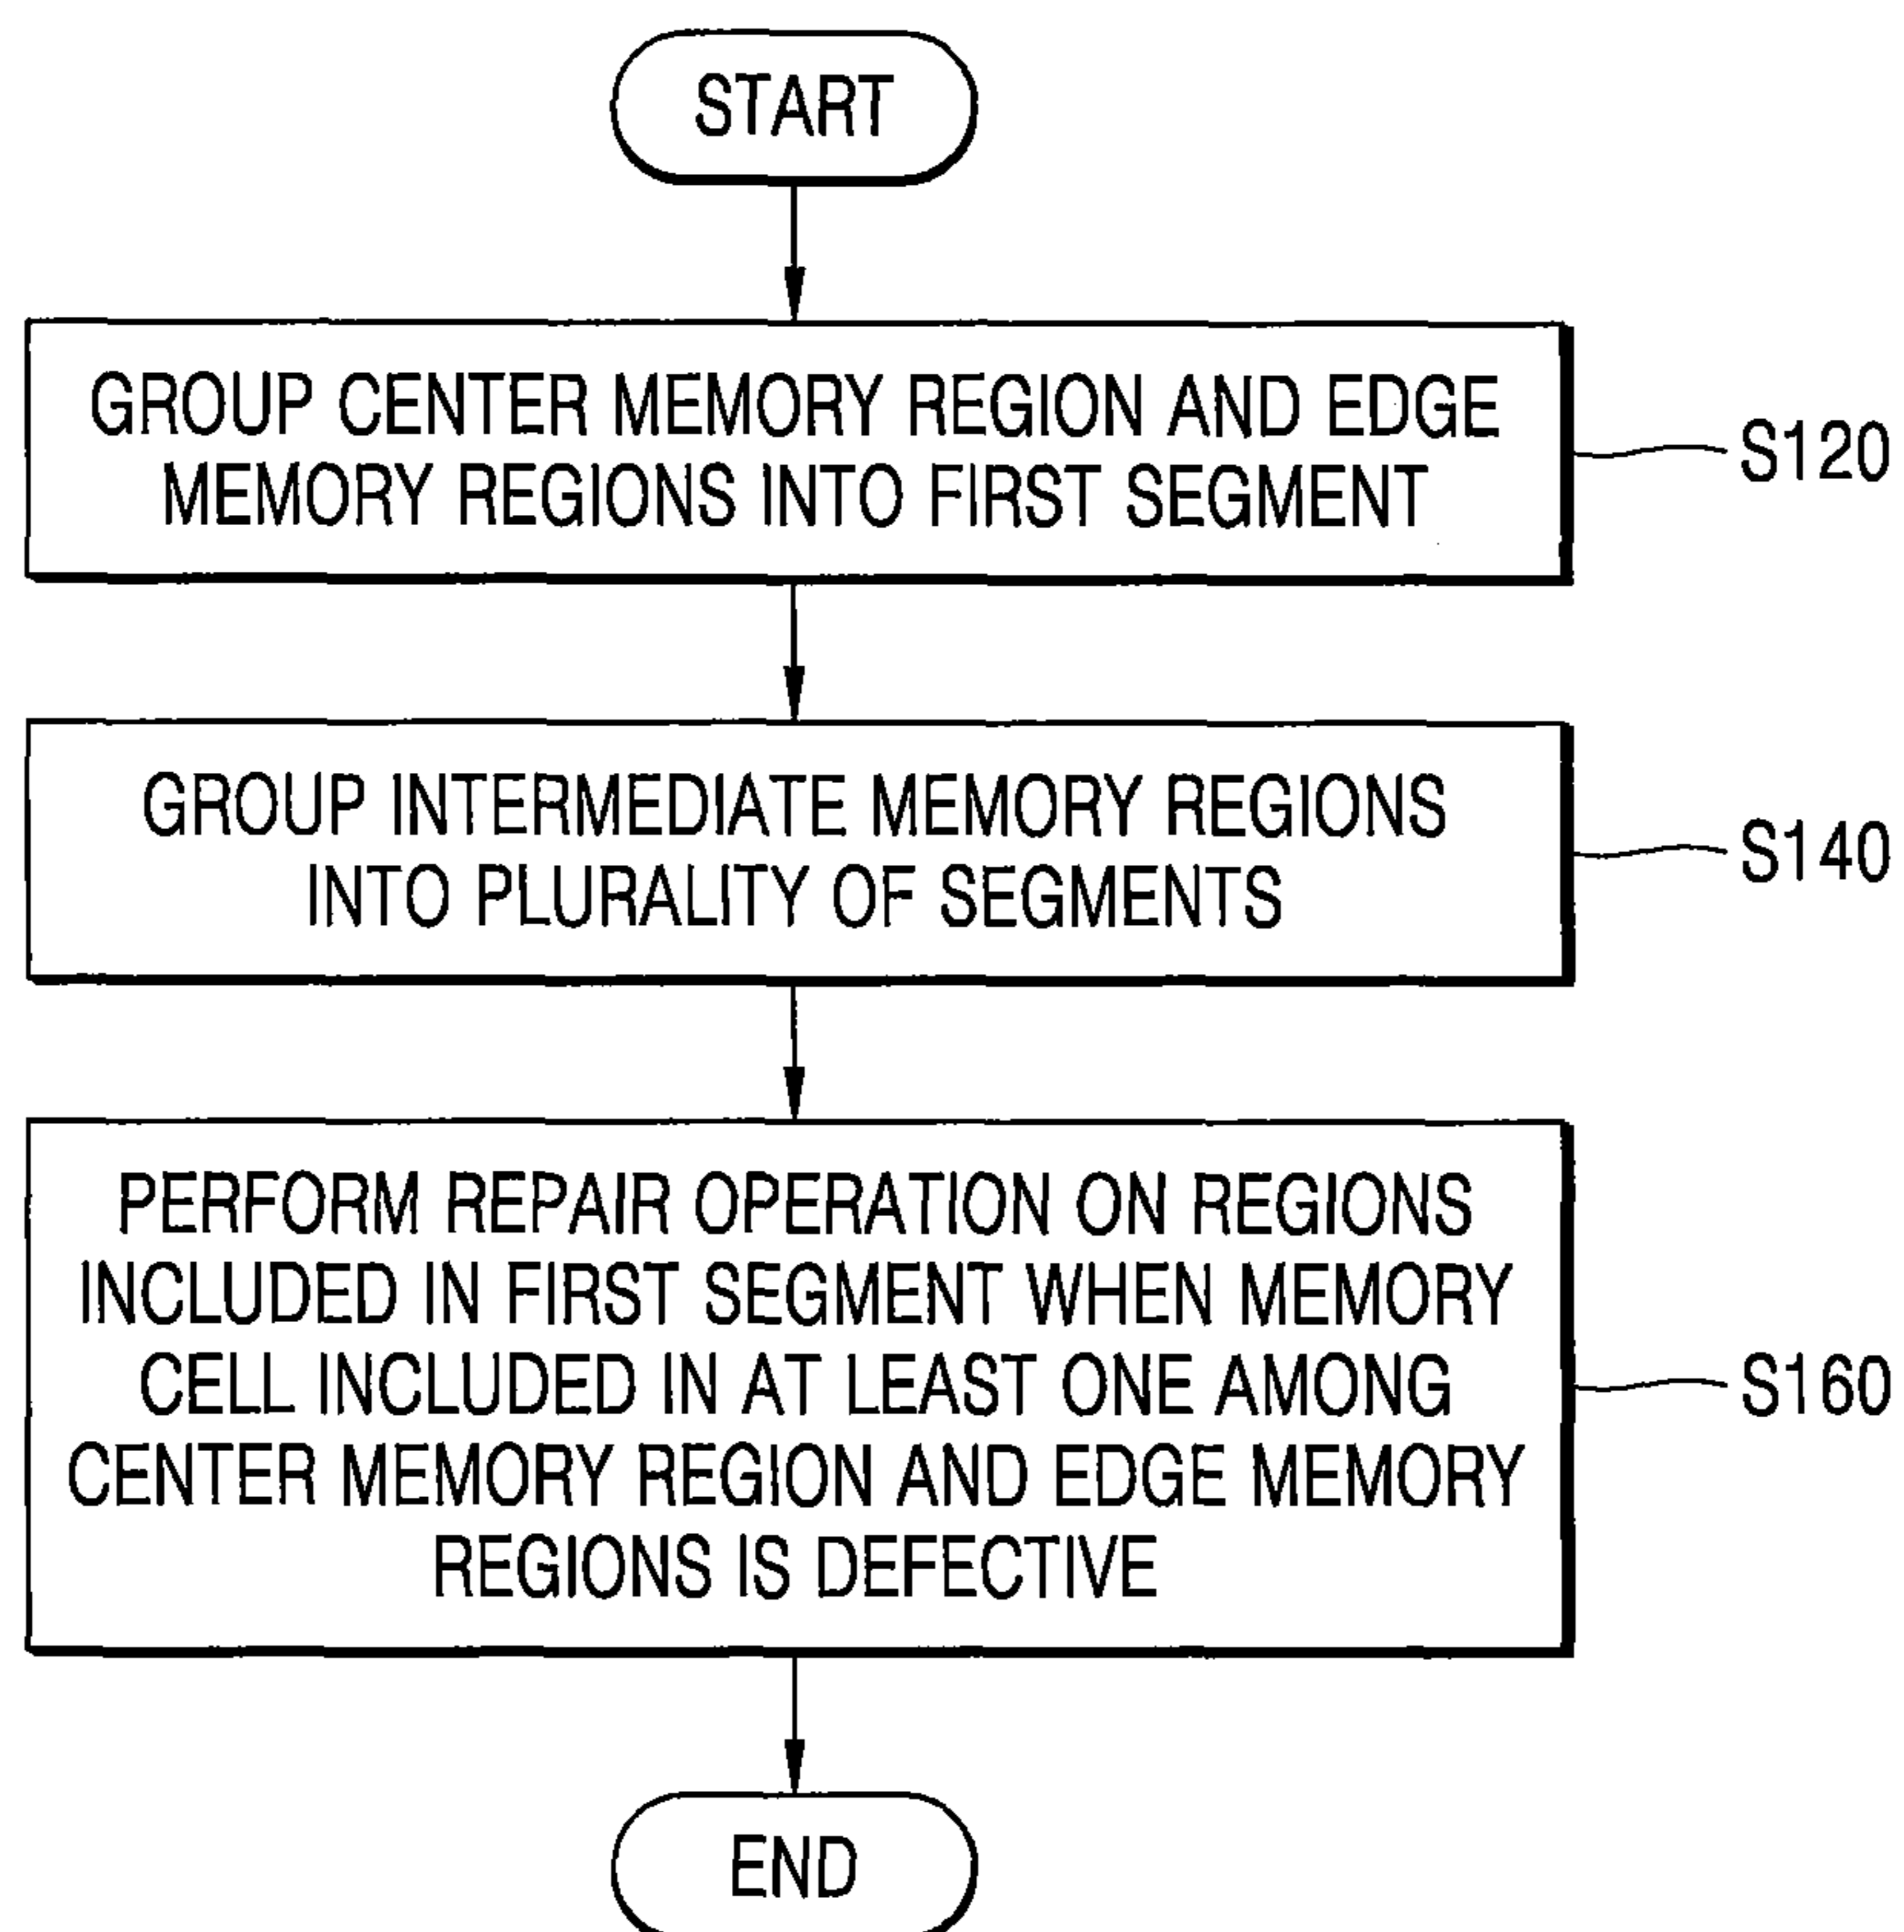 START
GROUP CENTER MEMORY REGION AND EDGE
MEMORY REGIONS INTO FIRST SEGMENT
S120
GROUP INTERMEDIATE MEMORY REGIONS
INTO PLURALITY OF SEGMENTS
S140
PERFORM REPAIR OPERATION ON REGIONS
INCLUDED IN FIRST SEGMENT WHEN MEMORY
CELL INCLUDED IN AT LEAST ONE AMONG
CENTER MEMORY REGION AND EDGE MEMORY
REGIONS IS DEFECTIVE
S160
END